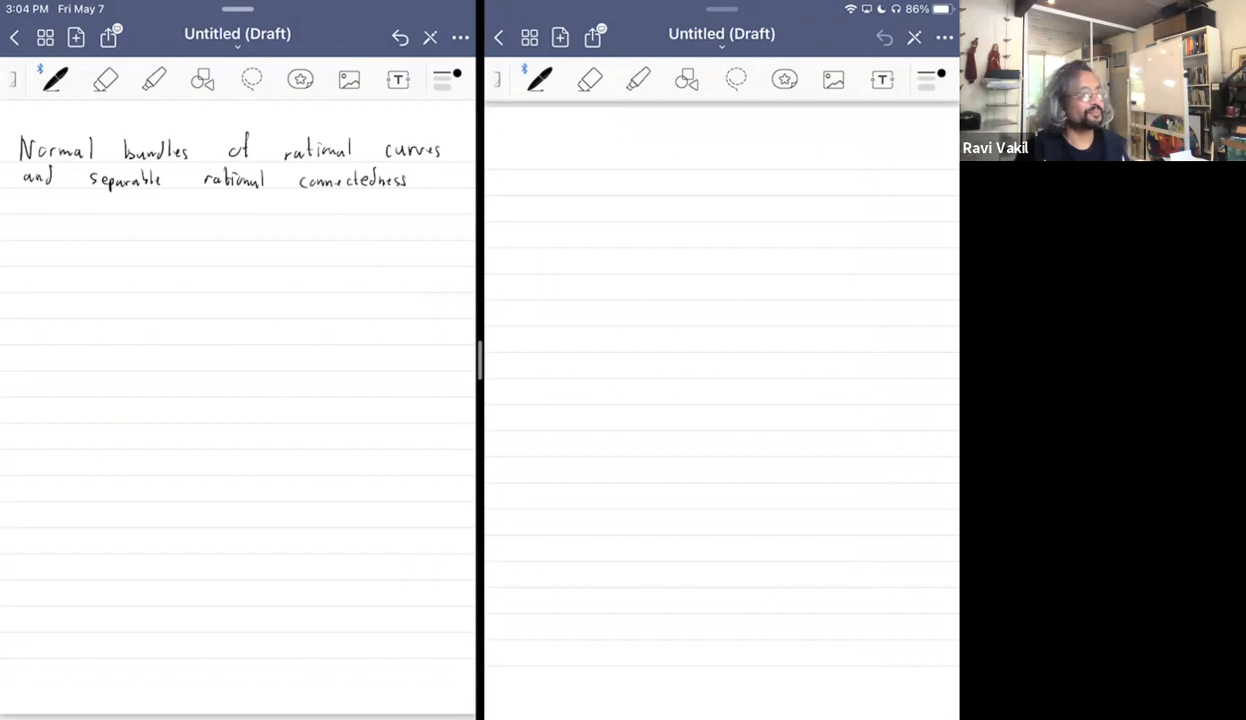 3:04 PM Fri May 7
Untitled (Draft)
T
Normal bundles of rational curves
and separable rational connectedness
86%
Untitled (Draft)
T
Ravi Vakil